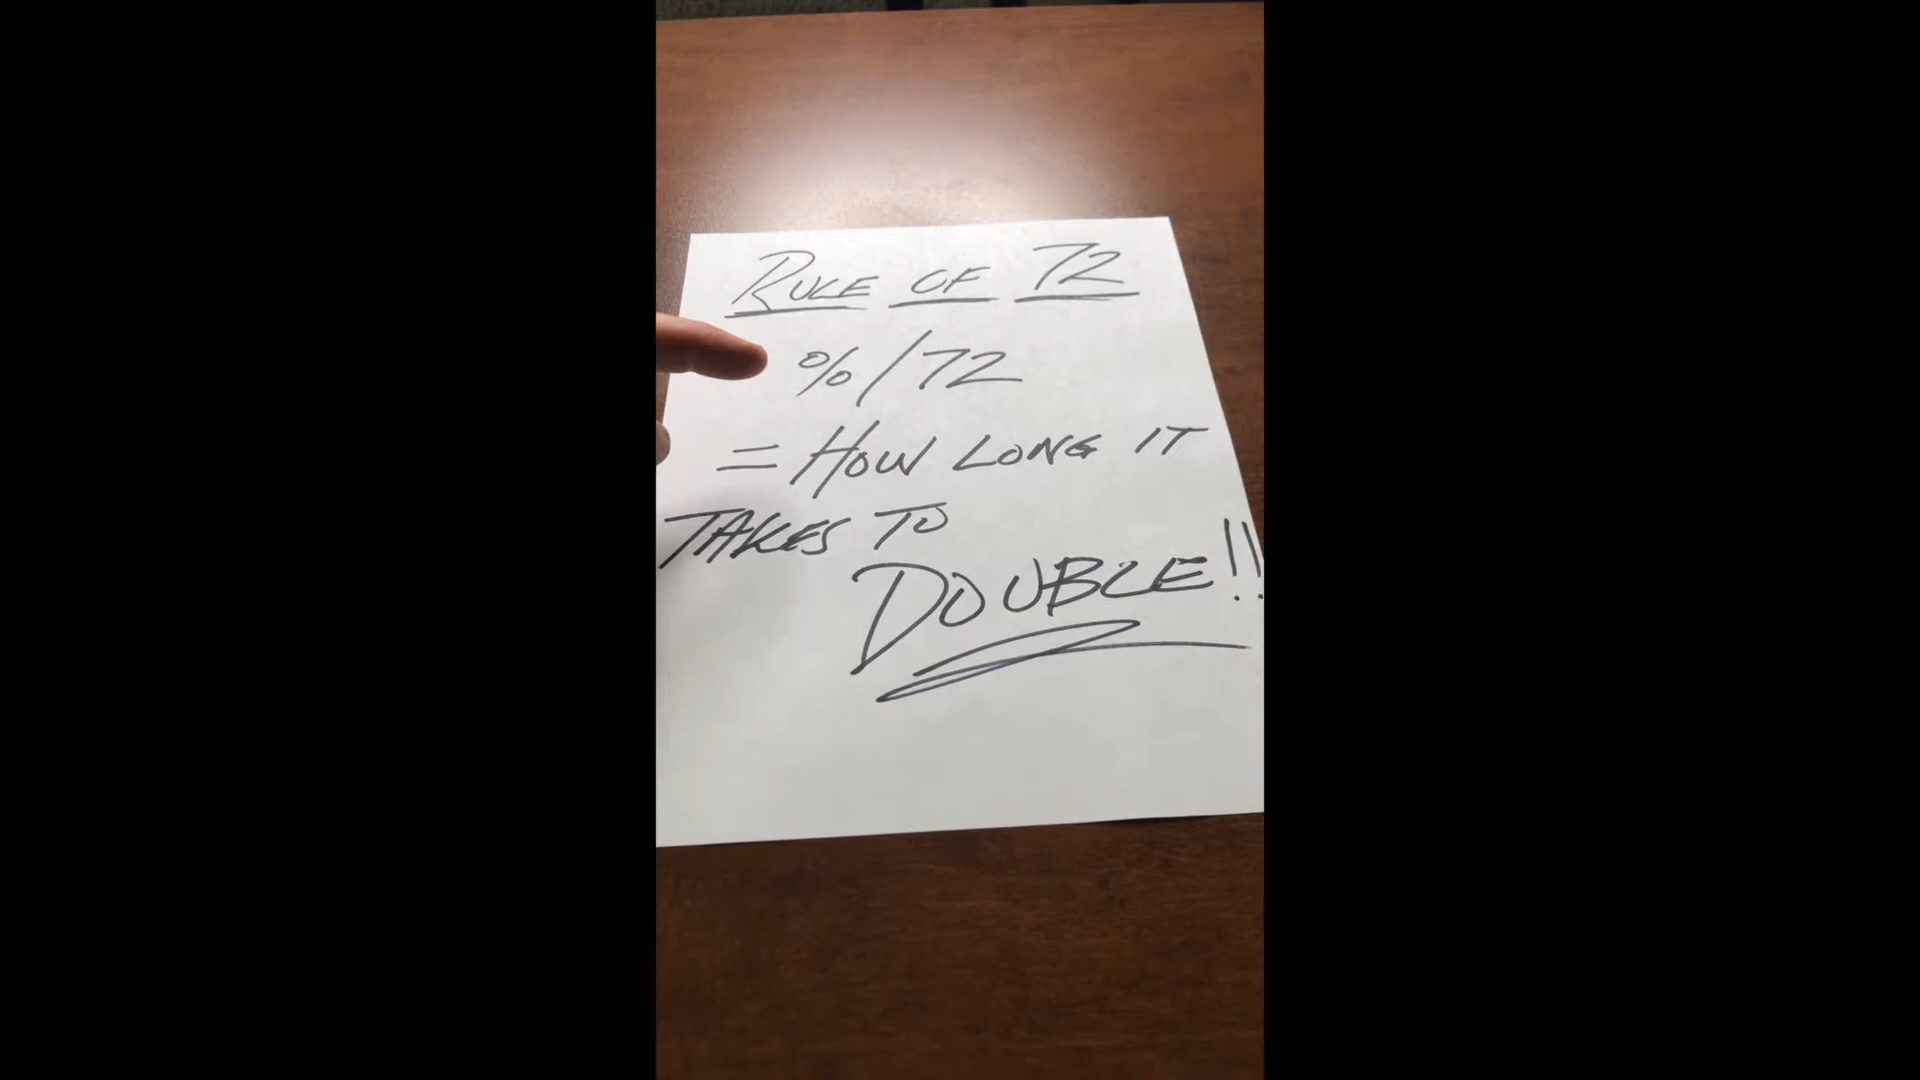 RULE OF 72
%/72
= HOW LONG IT
TAKES TO
DOUBLE!!